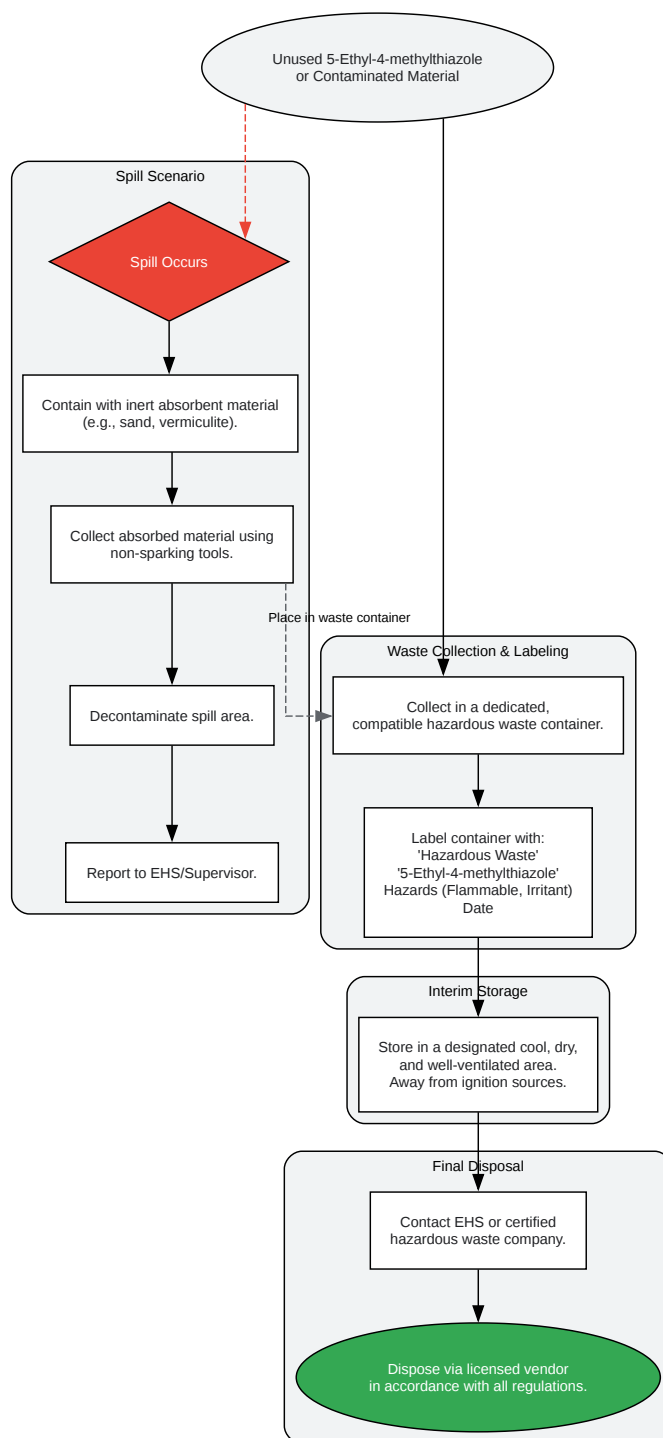 Unused 5-Ethyl-4-methylthiazole
or Contaminated Material
Spill Scenario
Spill Occurs
Contain with inert absorbent material
(e.g., sand, vermiculite).
Collect absorbed material using
non-sparking tools.
Place in waste container
Decontaminate spill area.
Report to EHS/Supervisor.
Waste Collection & Labeling
Collect in a dedicated,
compatible hazardous waste container.
Label container with:
'Hazardous Waste'
'5-Ethyl-4-methylthiazole'
Hazards (Flammable, Irritant)
Date
Interim Storage
Store in a designated cool, dry,
and well-ventilated area.
Away from ignition sources.
Final Disposal
Contact EHS or certified
hazardous waste company.
Dispose via licensed vendor
in accordance with all regulations.